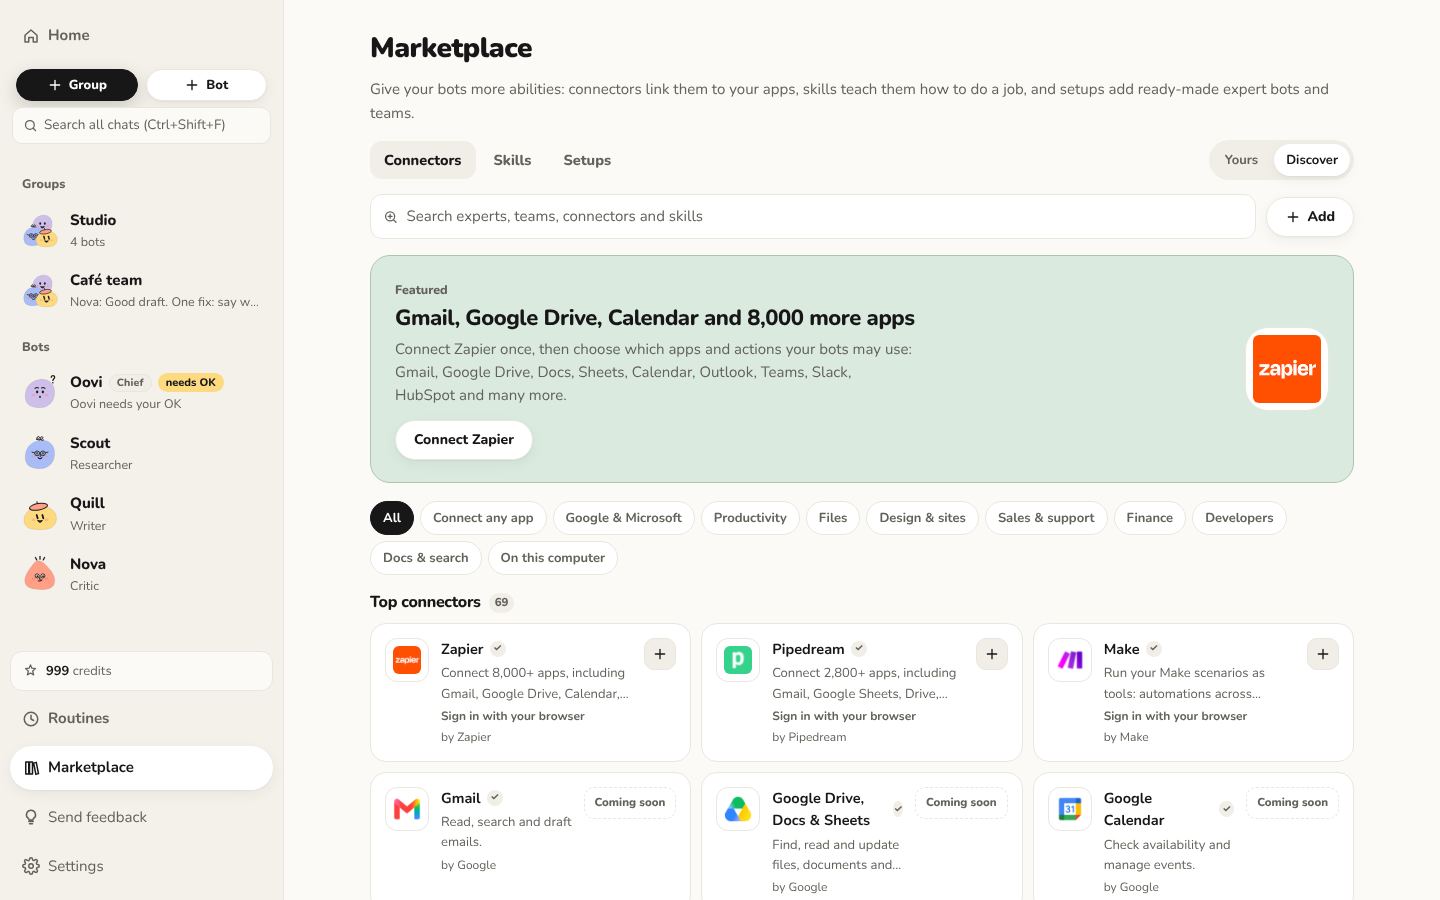 Home
Group
Bot
Search all chats (Ctrl+Shift+F)
Groups
Studio
4 bots
Café team
Nova: Good draft. One fix: say w...
Bots
Oovi Chief needs OK
Oovi needs your OK
Scout
Researcher
Quill
Writer
Nova
Critic
999 credits
Routines
Marketplace
Send feedback
Settings
Marketplace
Give your bots more abilities: connectors link them to your apps, skills teach them how to do a job, and setups add ready-made expert bots and
teams.
Connectors Skills Setups
Yours Discover
Search experts, teams, connectors and skills
Add
Featured
Gmail, Google Drive, Calendar and 8,000 more apps
Connect Zapier once, then choose which apps and actions your bots may use:
Gmail, Google Drive, Docs, Sheets, Calendar, Outlook, Teams, Slack,
HubSpot and many more.
Connect Zapier
zapier
All Connect any app Google & Microsoft Productivity Files Design & sites Sales & support Finance Developers
Docs & search On this computer
Top connectors 69
zapier
Zapier
Connect 8,000+ apps, including
Gmail, Google Drive, Calendar,...
Sign in with your browser
by Zapier
Pipedream
Connect 2,800+ apps, including
Gmail, Google Sheets, Drive,...
Sign in with your browser
by Pipedream
Make
Run your Make scenarios as
tools: automations across...
Sign in with your browser
by Make
Gmail
Coming soon
Read, search and draft
emails.
by Google
Google Drive,
Docs & Sheets
Coming soon
Find, read and update
files, documents and...
by Google
31
Google
Calendar
Coming soon
Check availability and
manage events.
by Google